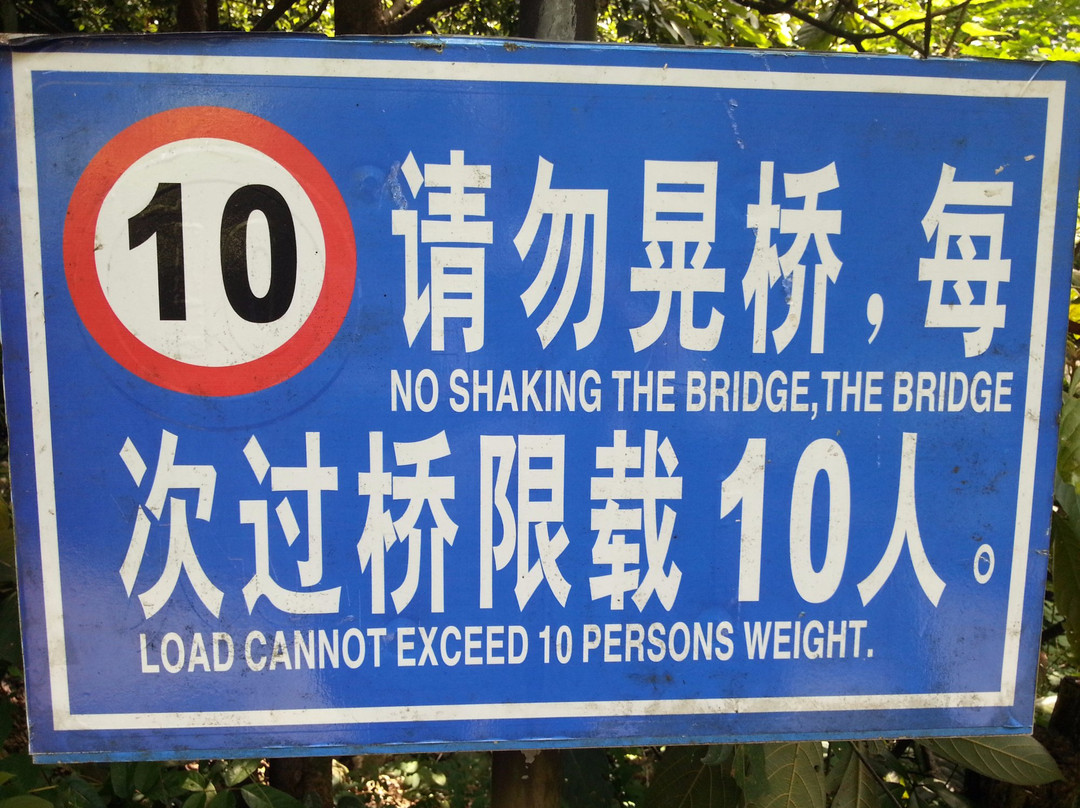 10
请勿晃桥，每
NO SHAKING THE BRIDGE,THE BRIDGE
次过桥限载10人。
LOAD CANNOT EXCEED 10 PERSONS WEIGHT.